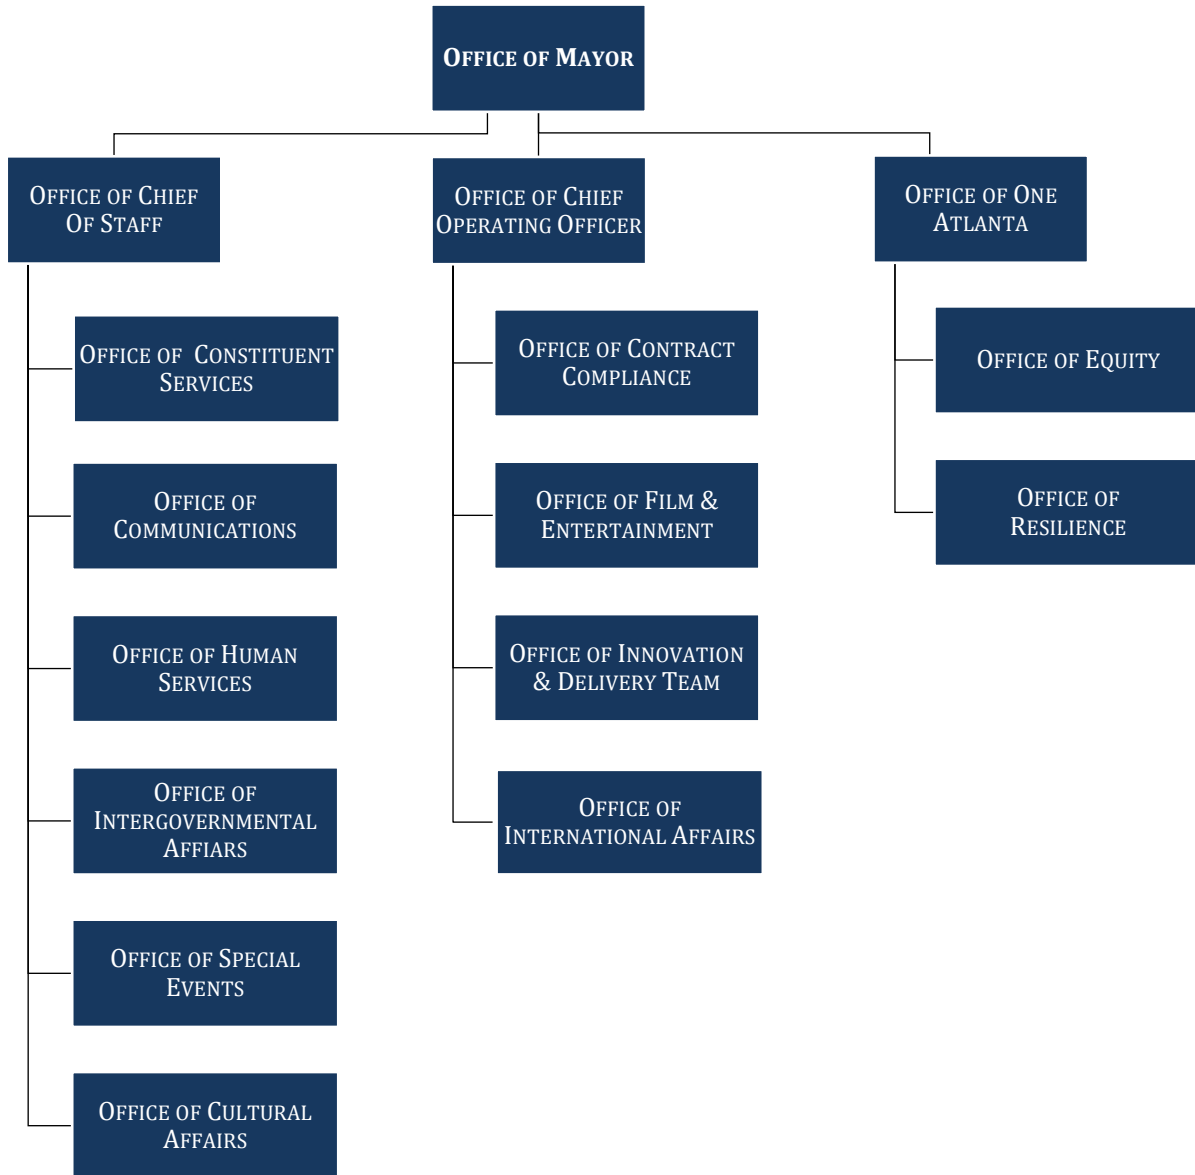 OFFICE OF MAYOR
OFFICE OF CHIEF
OF STAFF
OFFICE OF CHIEF
OPERATING OFFICER
OFFICE OF ONE
ATLANTA
OFFICE OF CONSTITUENT
SERVICES
OFFICE OF
COMMUNICATIONS
OFFICE OF HUMAN
SERVICES
OFFICE OF
INTERGOVERNMENTAL
AFFIARS
OFFICE OF SPECIAL
EVENTS
OFFICE OF CULTURAL
AFFAIRS
OFFICE OF CONTRACT
COMPLIANCE
OFFICE OF FILM &
ENTERTAINMENT
OFFICE OF INNOVATION
& DELIVERY TEAM
OFFICE OF
INTERNATIONAL AFFAIRS
OFFICE OF EQUITY
OFFICE OF
RESILIENCE